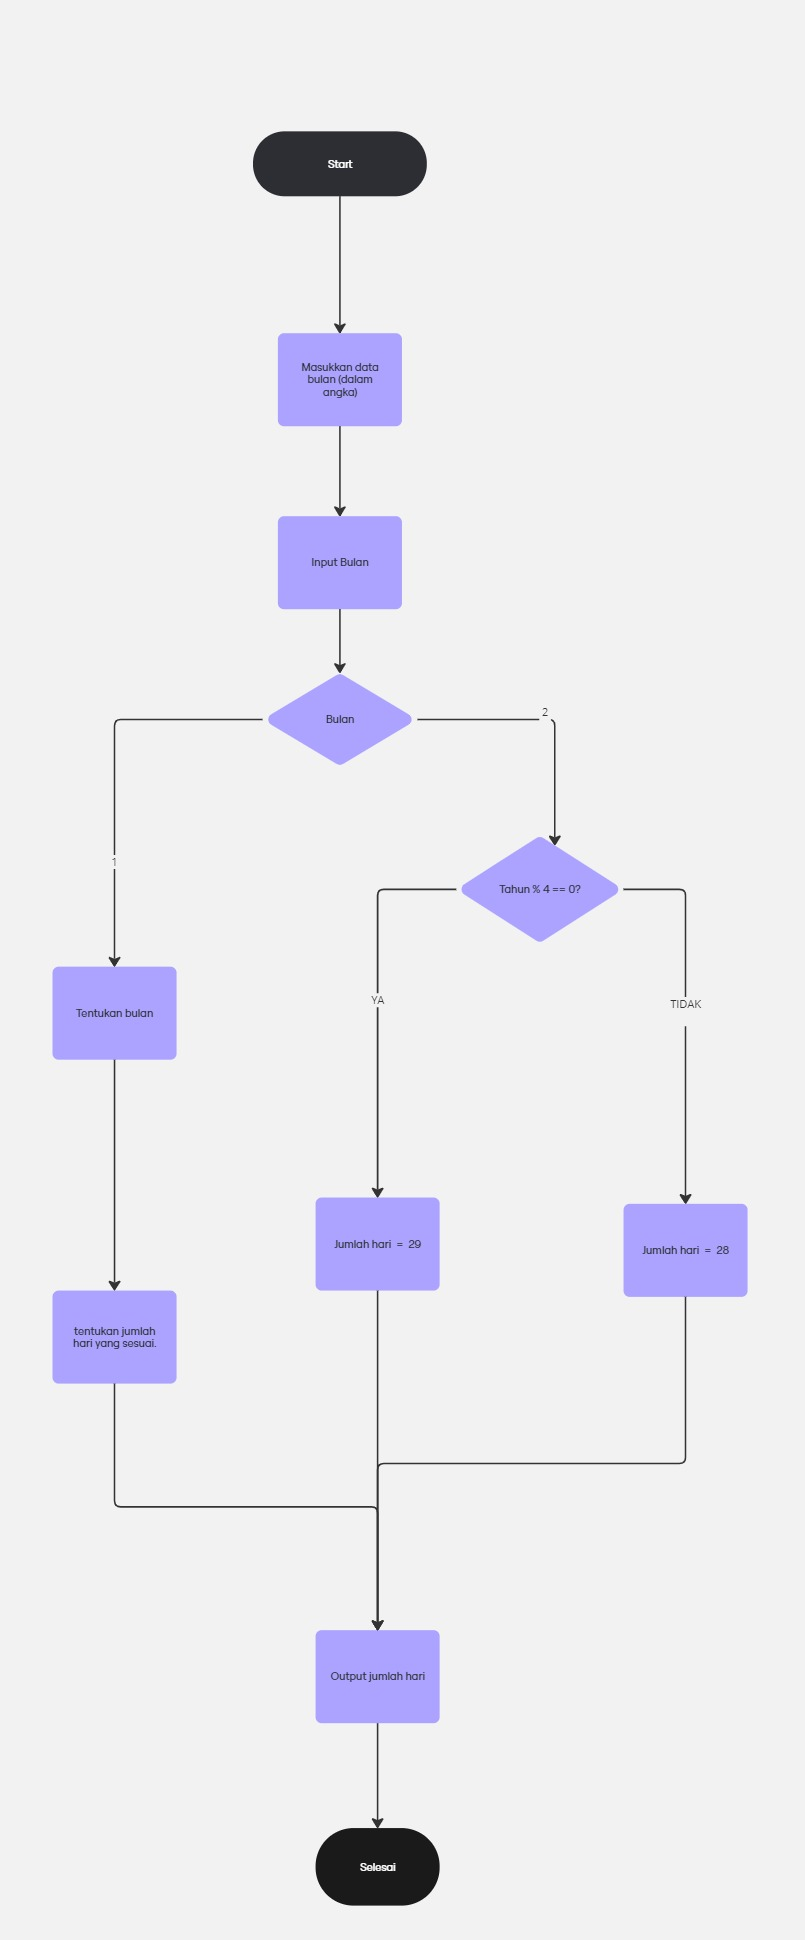 Start
Masukkan data
bulan (dalam
angka)
Input Bulan
Bulan
2
1
Tahun % 4 == 0?
YA
TIDAK
Tentukan bulan
Jumlah hari = 29
Jumlah hari = 28
tentukan jumlah
hari yang sesuai.
Output jumlah hari
Selesai